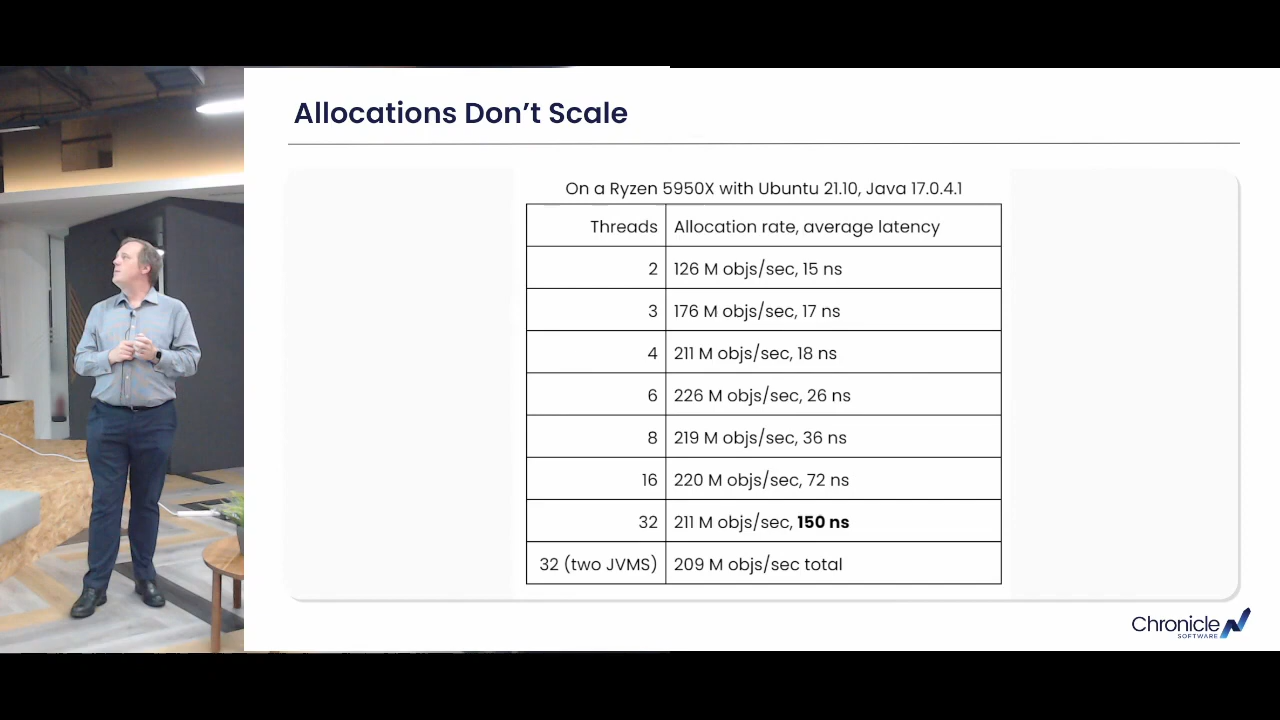 Allocations Don't Scale
On a Ryzen 5950X with Ubuntu 21.10, Java 17.0.4.1
Threads Allocation rate, average latency
2 126 M objs/sec, 15 ns
3 176 M objs/sec, 17 ns
4 211 M objs/sec, 18 ns
6 226 M objs/sec, 26 ns
8 219 M objs/sec, 36 ns
16 220 M objs/sec, 72 ns
32 211 M objs/sec, 150 ns
32 (two JVMS) 209 M objs/sec total
Chronicle
SOFTWARE